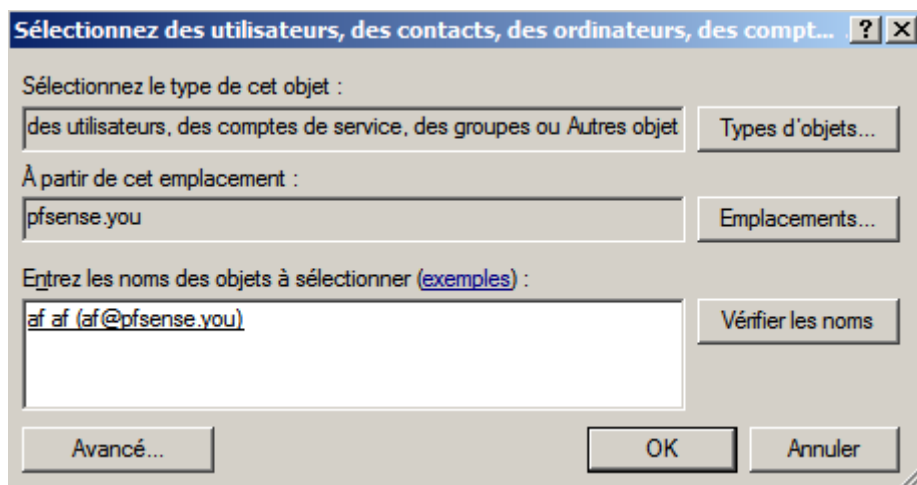 Sélectionnez des utilisateurs, des contacts, des ordinateurs, des compt... ? X
Sélectionnez le type de cet objet :
des utilisateurs, des comptes de service, des groupes ou Autres objet
Types d'objets...
À partir de cet emplacement :
pfsense.you
Emplacements...
Entrez les noms des objets à sélectionner (exemples) :
af af (af@pfsense.you)
Vérifier les noms
Avancé...
OK
Annuler